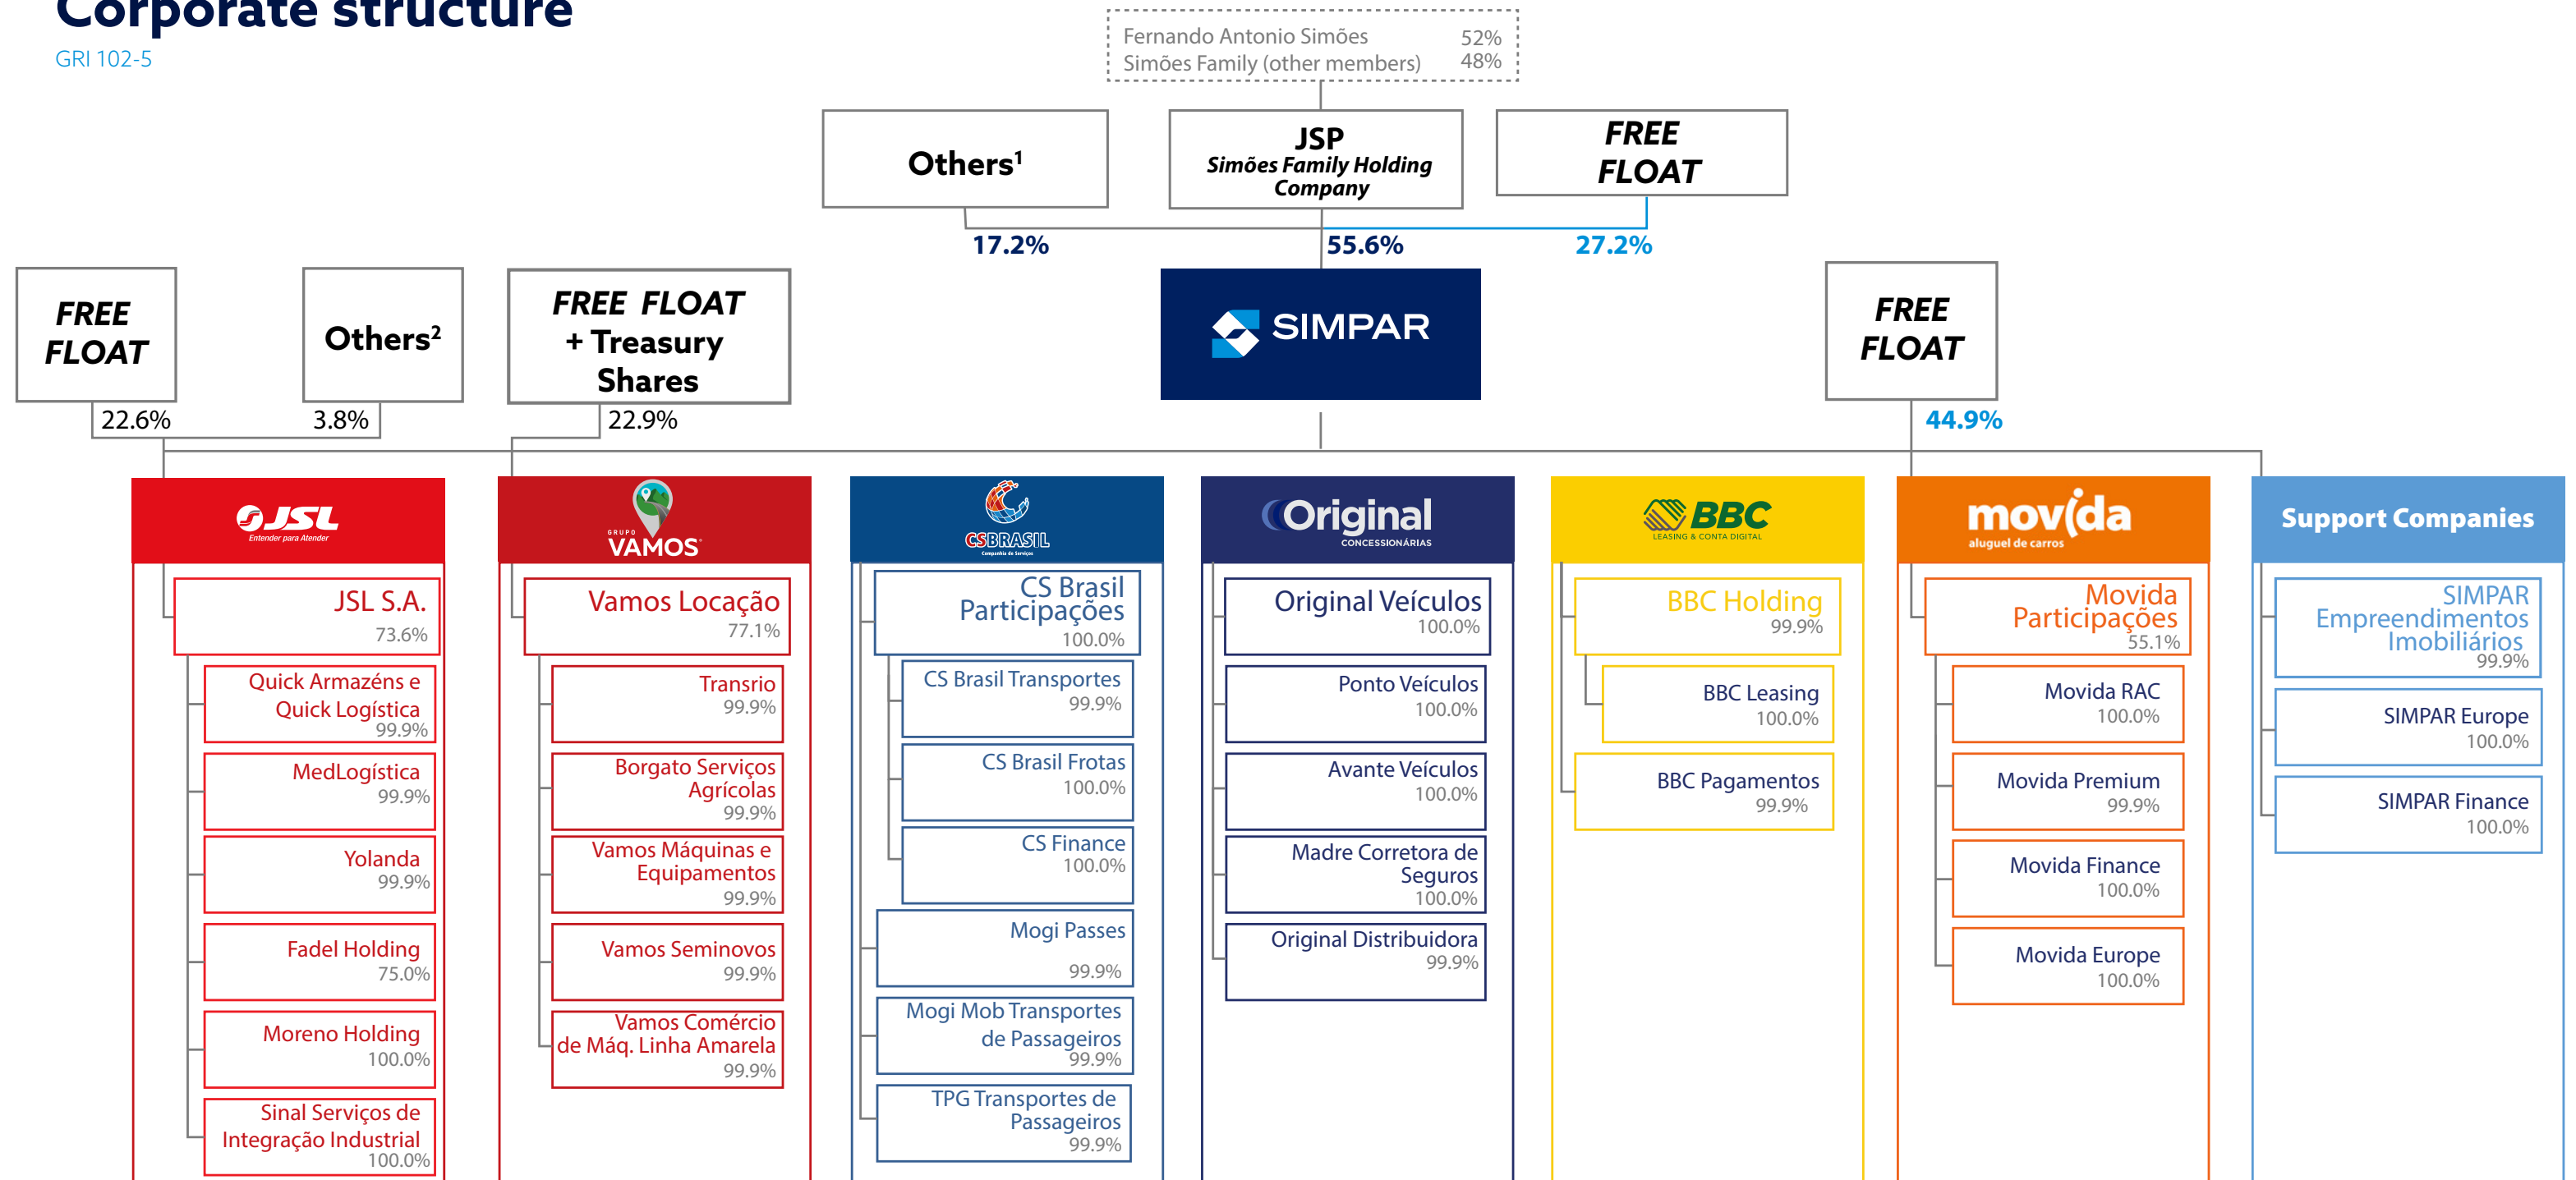 Corporate structure
GRI 102-5
Fernando Antonio Simões 52%
Simões Family (other members) 48%
Others¹
JSP
Simões Family Holding
Company
FREE
FLOAT
17.2%
55.6%
27.2%
FREE
FLOAT
Others²
FREE FLOAT
+ Treasury
Shares
SIMPAR
FREE
FLOAT
22.6%
3.8%
22.9%
44.9%
JSL
Entender para Atender
GRUPO
VAMOS
CSBRASIL
Companhia de Serviços
Original
CONCESSIONÁRIAS
BBC
LEASING & CONTA DIGITAL
movida
aluguel de carros
Support Companies
JSL S.A.
73.6%
Quick Armazéns e
Quick Logística
99.9%
MedLogística
99.9%
Yolanda
99.9%
Fadel Holding
75.0%
Moreno Holding
100.0%
Sinal Serviços de
Integração Industrial
100.0%
Vamos Locação
77.1%
Transrio
99.9%
Borgato Serviços
Agrícolas
99.9%
Vamos Máquinas e
Equipamentos
99.9%
Vamos Seminovos
99.9%
Vamos Comércio
de Máq. Linha Amarela
99.9%
CS Brasil
Participações
100.0%
CS Brasil Transportes
99.9%
CS Brasil Frotas
100.0%
CS Finance
100.0%
Mogi Passes
99.9%
Mogi Mob Transportes
de Passageiros
99.9%
TPG Transportes de
Passageiros
99.9%
Original Veículos
100.0%
Ponto Veículos
100.0%
Avante Veículos
100.0%
Madre Corretora de
Seguros
100.0%
Original Distribuidora
99.9%
BBC Holding
99.9%
BBC Leasing
100.0%
BBC Pagamentos
99.9%
Movida
Participações
55.1%
Movida RAC
100.0%
Movida Premium
99.9%
Movida Finance
100.0%
Movida Europe
100.0%
SIMPAR
Empreendimentos
Imobiliários
99.9%
SIMPAR Europe
100.0%
SIMPAR Finance
100.0%